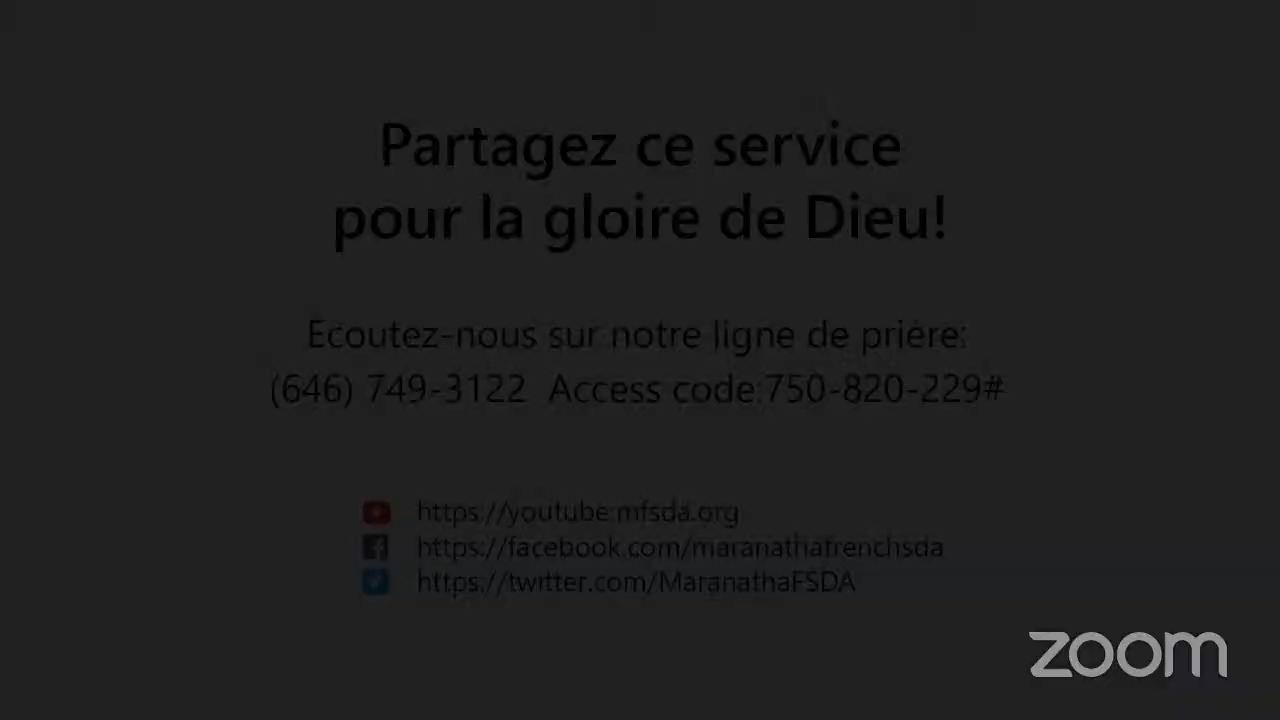 Partagez ce service
pour la gloire de Dieu!
Ecoutez-nous sur notre ligne de prière:
(646) 749-3122 Access code:750-820-229#
https://youtube.mfsda.org
https://facebook.com/maranathafrenchsda
https://twitter.com/MaranathaFSDA
zoom